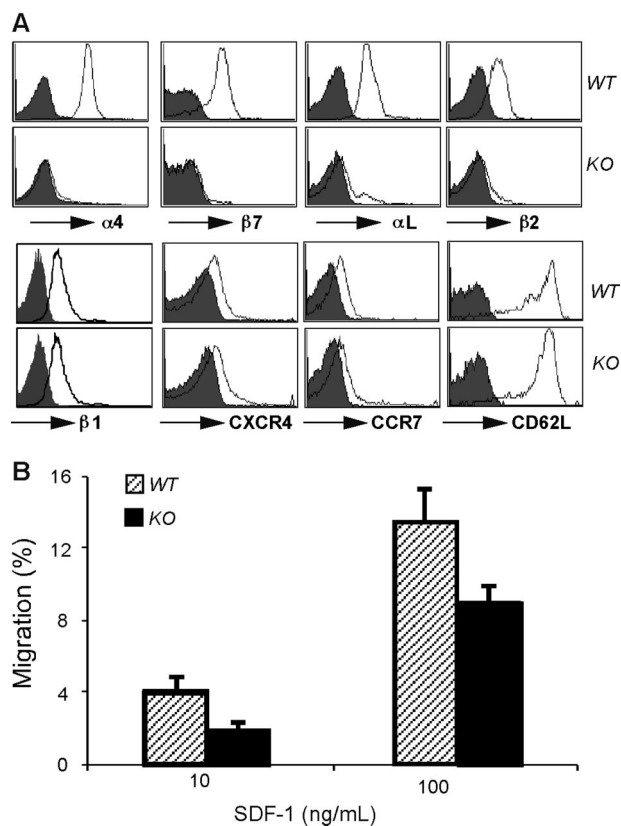 A
WT
KO
α4 β7 αL β2
WT
KO
β1 CXCR4 CCR7 CD62L
B
16
12
8
4
0
Migration (%)
WT
KO
10 100
SDF-1 (ng/mL)